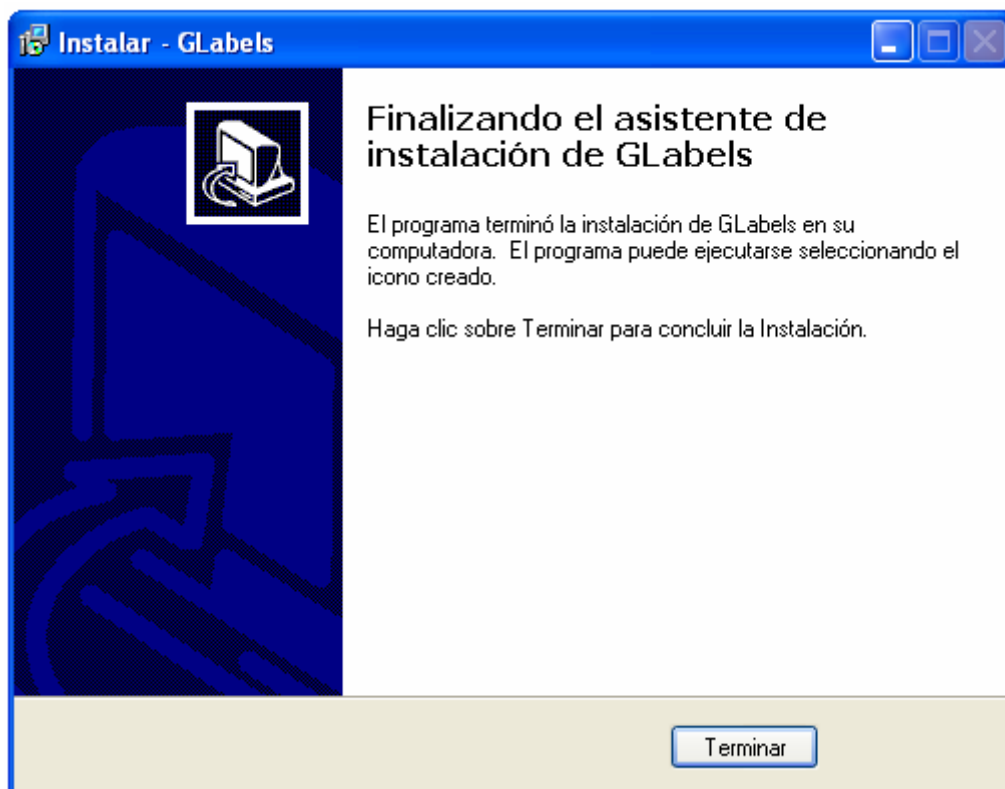 Instalar - GLabels
Finalizando el asistente de
instalación de GLabels
El programa terminó la instalación de GLabels en su
computadora.  El programa puede ejecutarse seleccionando el
icono creado.
Haga clic sobre Terminar para concluir la Instalación.
Terminar